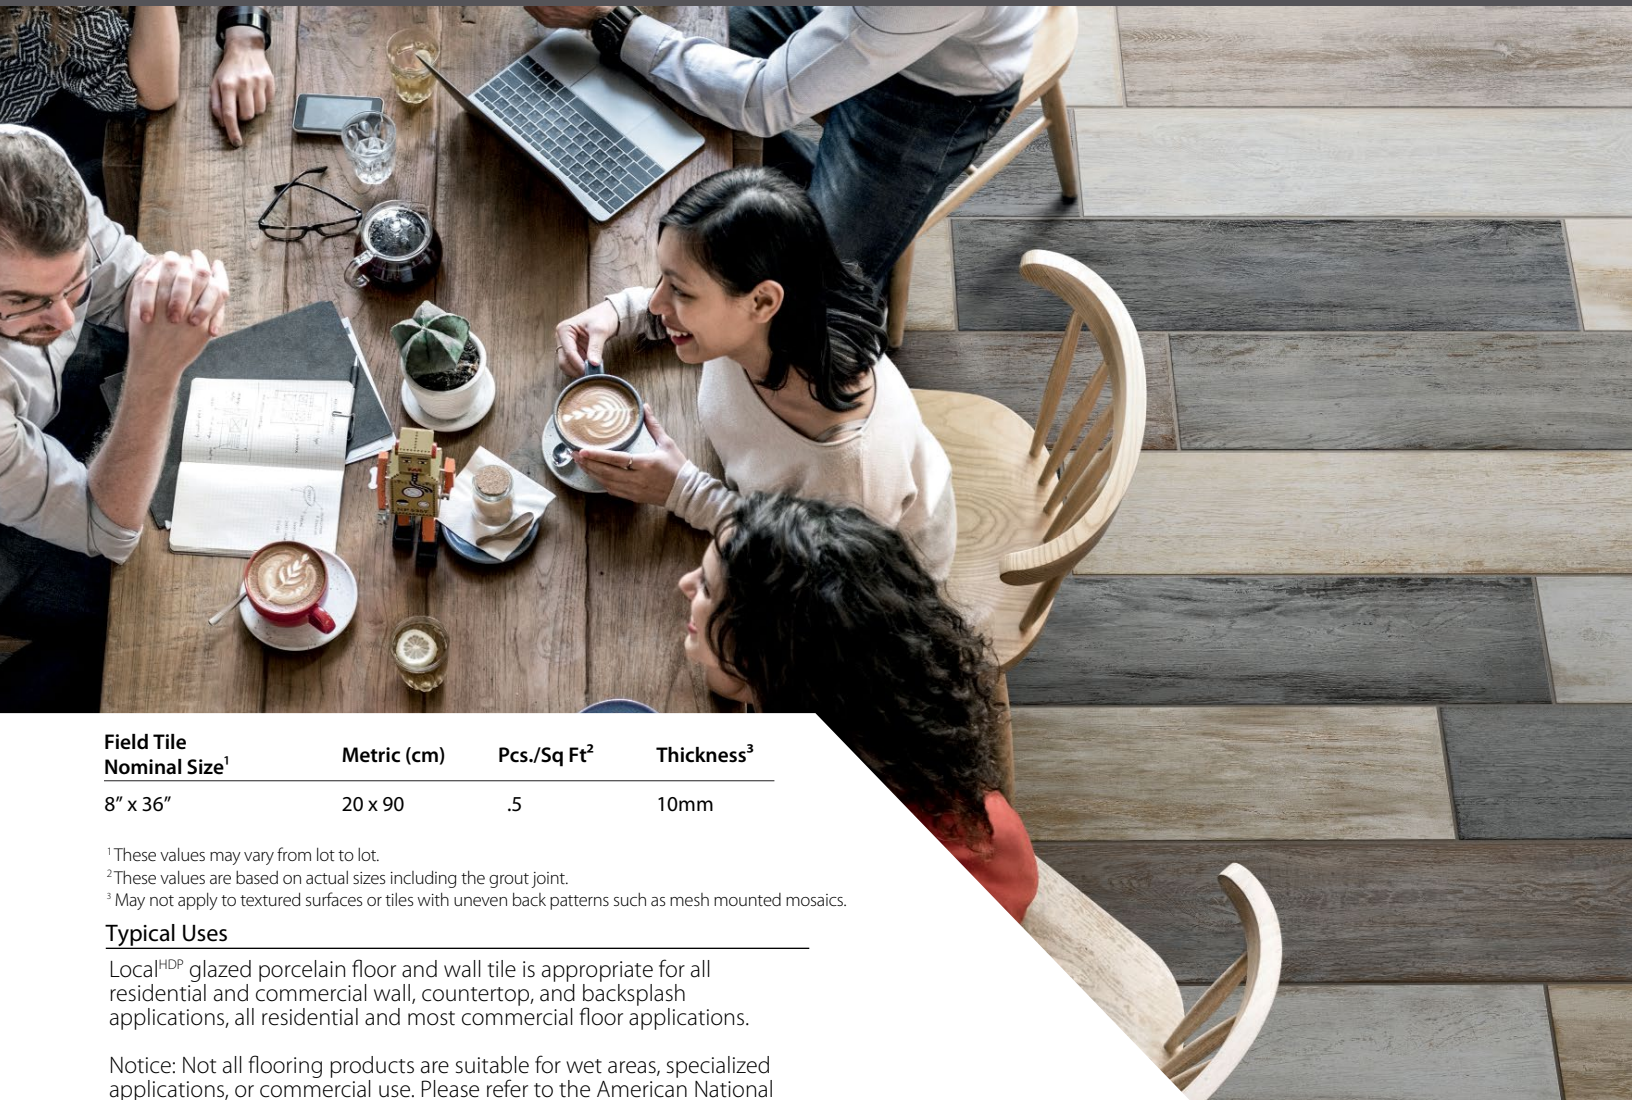 Field Tile
Nominal Size¹ Metric (cm) Pcs./Sq Ft² Thickness³
8” x 36” 20 x 90 .5 10mm
¹ These values may vary from lot to lot.
² These values are based on actual sizes including the grout joint.
³ May not apply to textured surfaces or tiles with uneven back patterns such as mesh mounted mosaics.
Typical Uses
Localᴴᴰᴾ glazed porcelain floor and wall tile is appropriate for all
residential and commercial wall, countertop, and backsplash
applications, all residential and most commercial floor applications.
Notice: Not all flooring products are suitable for wet areas, specialized
applications, or commercial use. Please refer to the American National